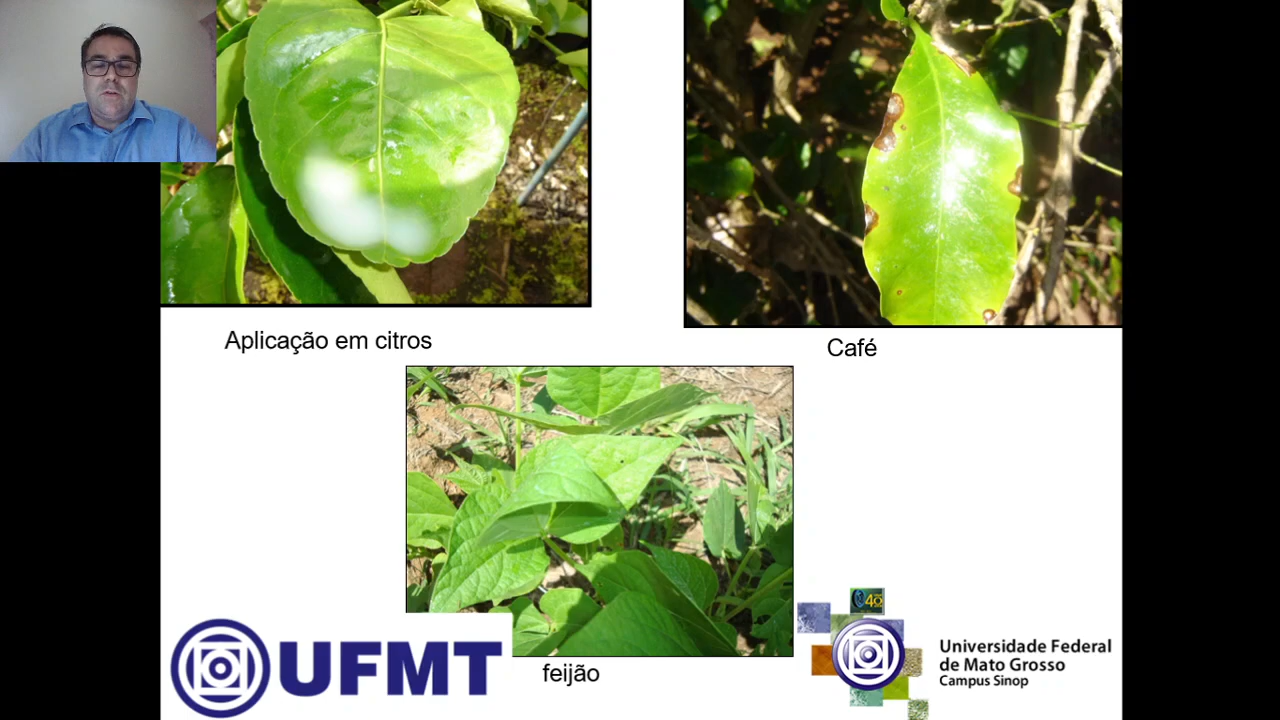 Aplicação em citros
Café
feijão
UFMT
40
Universidade Federal
de Mato Grosso
Campus Sinop